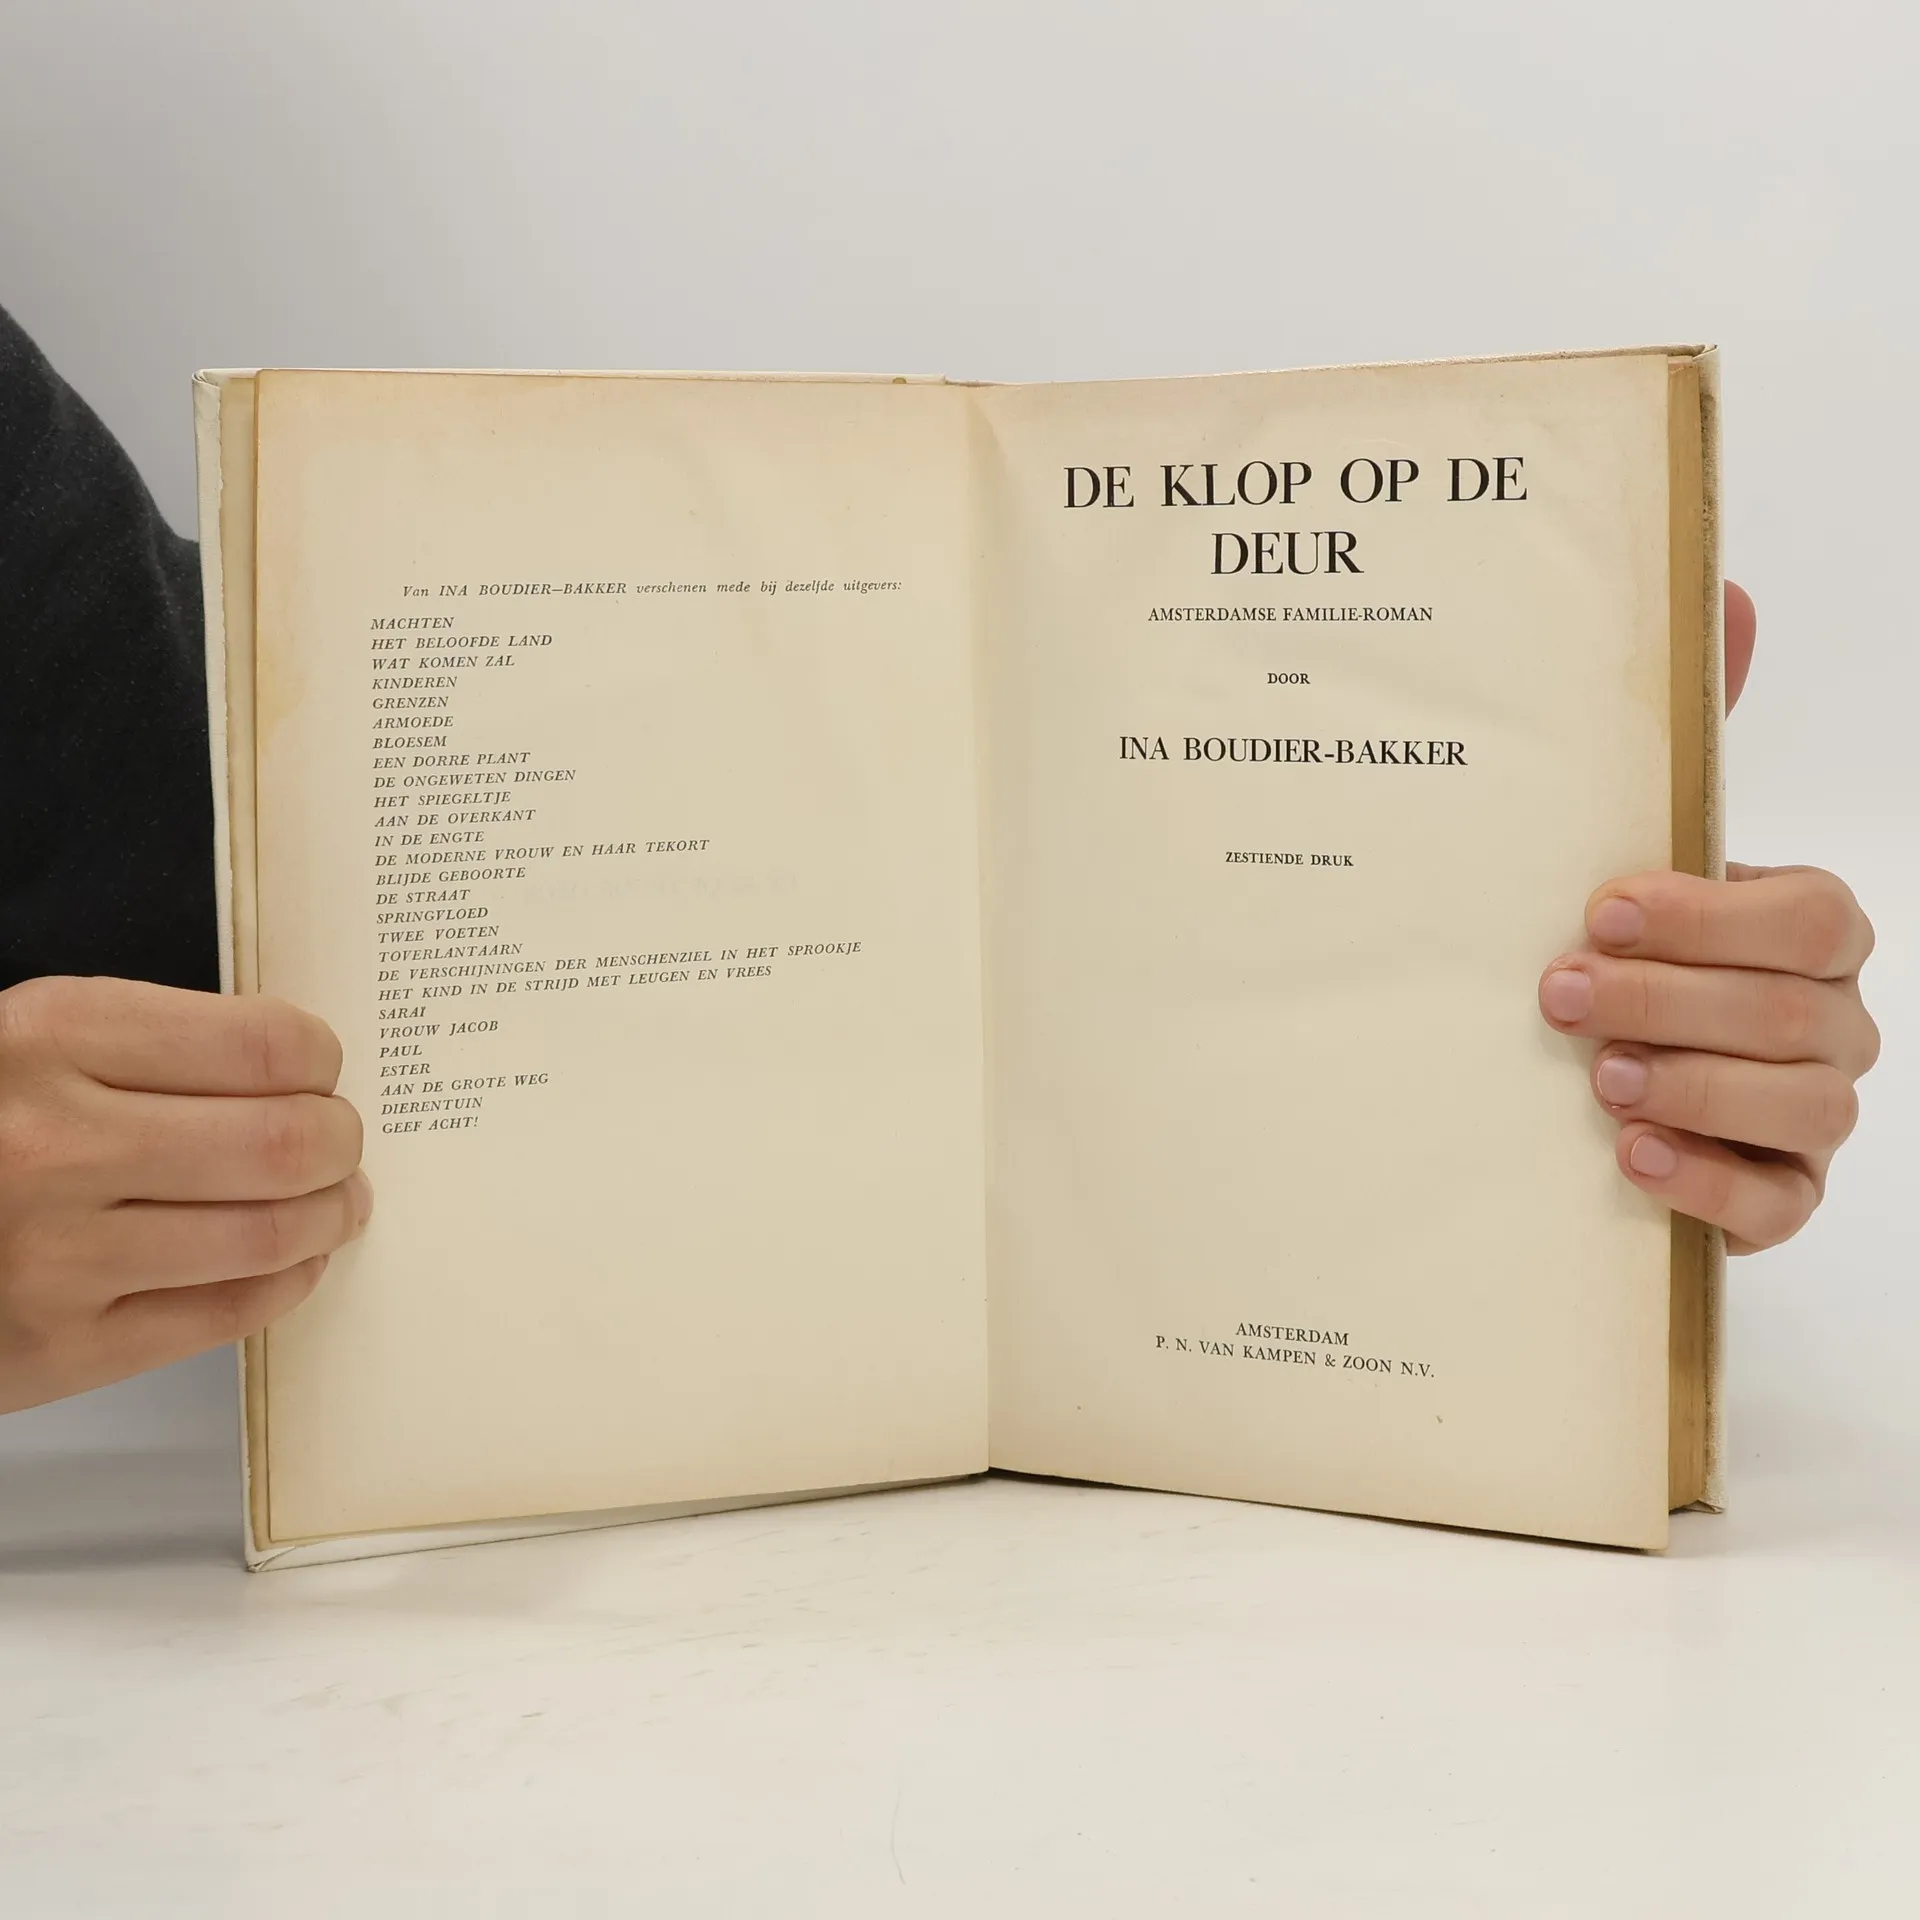 Van INA BOUDIER—BAKKER verschenen mede bij dezelfde uitgevers:
MACHTEN
HET BELOOFDE LAND
WAT KOMEN ZAL
KINDEREN
GRENZEN
ARMOEDE
BLOESEM
EEN DORRE PLANT
DE ONGEWETEN DINGEN
HET SPIEGELTJE
AAN DE OVERKANT
IN DE ENGTE
DE MODERNE VROUW EN HAAR TEKORT
BLIJDE GEBOORTE
DE STRAAT
SPRINGVLOED
TWEE VOETEN
TOVERLANTAARN
DE VERSCHIJNINGEN DER MENSCHENZIEL IN HET SPROOKJE
HET KIND IN DE STRIJD MET LEUGEN EN VREES
SARAÏ
VROUW JACOB
PAUL
ESTER
AAN DE GROTE WEG
DIERENTUIN
GEEF ACHT!
DE KLOP OP DE
DEUR
AMSTERDAMSE FAMILIE-ROMAN
DOOR
INA BOUDIER-BAKKER
ZESTIENDE DRUK
AMSTERDAM
P. N. VAN KAMPEN & ZOON N.V.